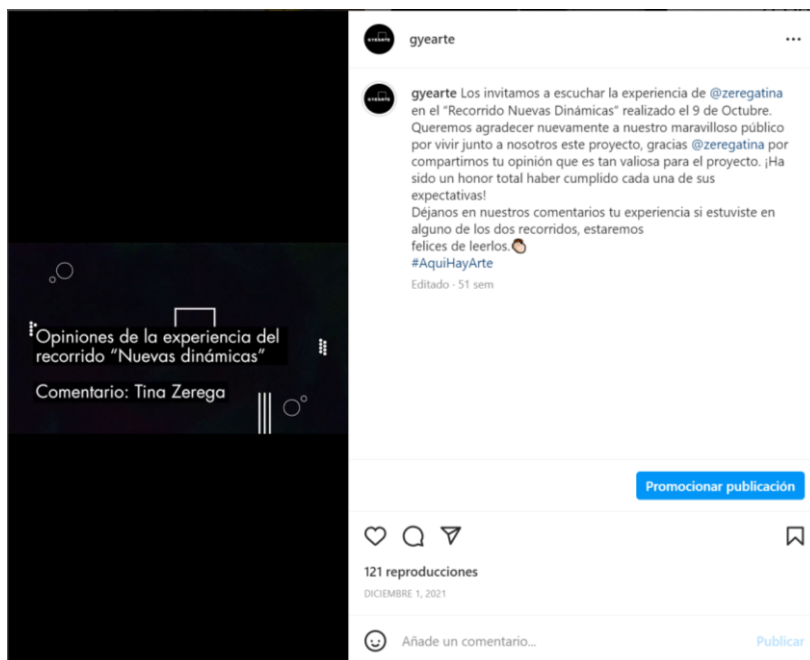 gyearte
gyearte Los invitamos a escuchar la experiencia de @zeregatina
en el “Recorrido Nuevas Dinámicas” realizado el 9 de Octubre.
Queremos agradecer nuevamente a nuestro maravilloso público
por vivir junto a nosotros este proyecto, gracias @zeregatina por
compartirnos tu opinión que es tan valiosa para el proyecto. ¡Ha
sido un honor total haber cumplido cada una de sus
expectativas!
Déjanos en nuestros comentarios tu experiencia si estuviste en
alguno de los dos recorridos, estaremos
felices de leerlos.
#AquiHayArte
Editado · 51 sem
Opiniones de la experiencia del
recorrido “Nuevas dinámicas”
Comentario: Tina Zerega
Promocionar publicación
121 reproducciones
DICIEMBRE 1, 2021
Añade un comentario...
Publicar